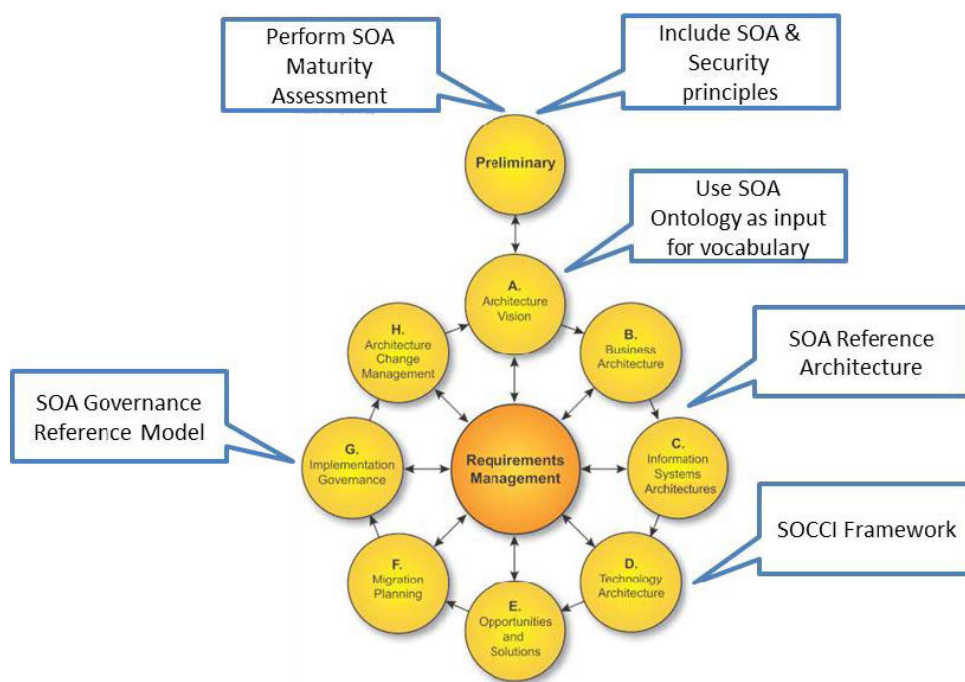 Perform SOA
Maturity
Assessment
Include SOA &
Security
principles
Preliminary
Use SOA
Ontology as input
for vocabulary
A.
Architecture
Vision
H.
Architecture
Change
Management
B.
Business
Architecture
SOA Reference
Architecture
SOA Governance
Reference Model
G.
Implementation
Governance
Requirements
Management
C.
Information
Systems
Architectures
SOCCI Framework
F.
Migration
Planning
D.
Technology
Architecture
E.
Opportunities
and
Solutions